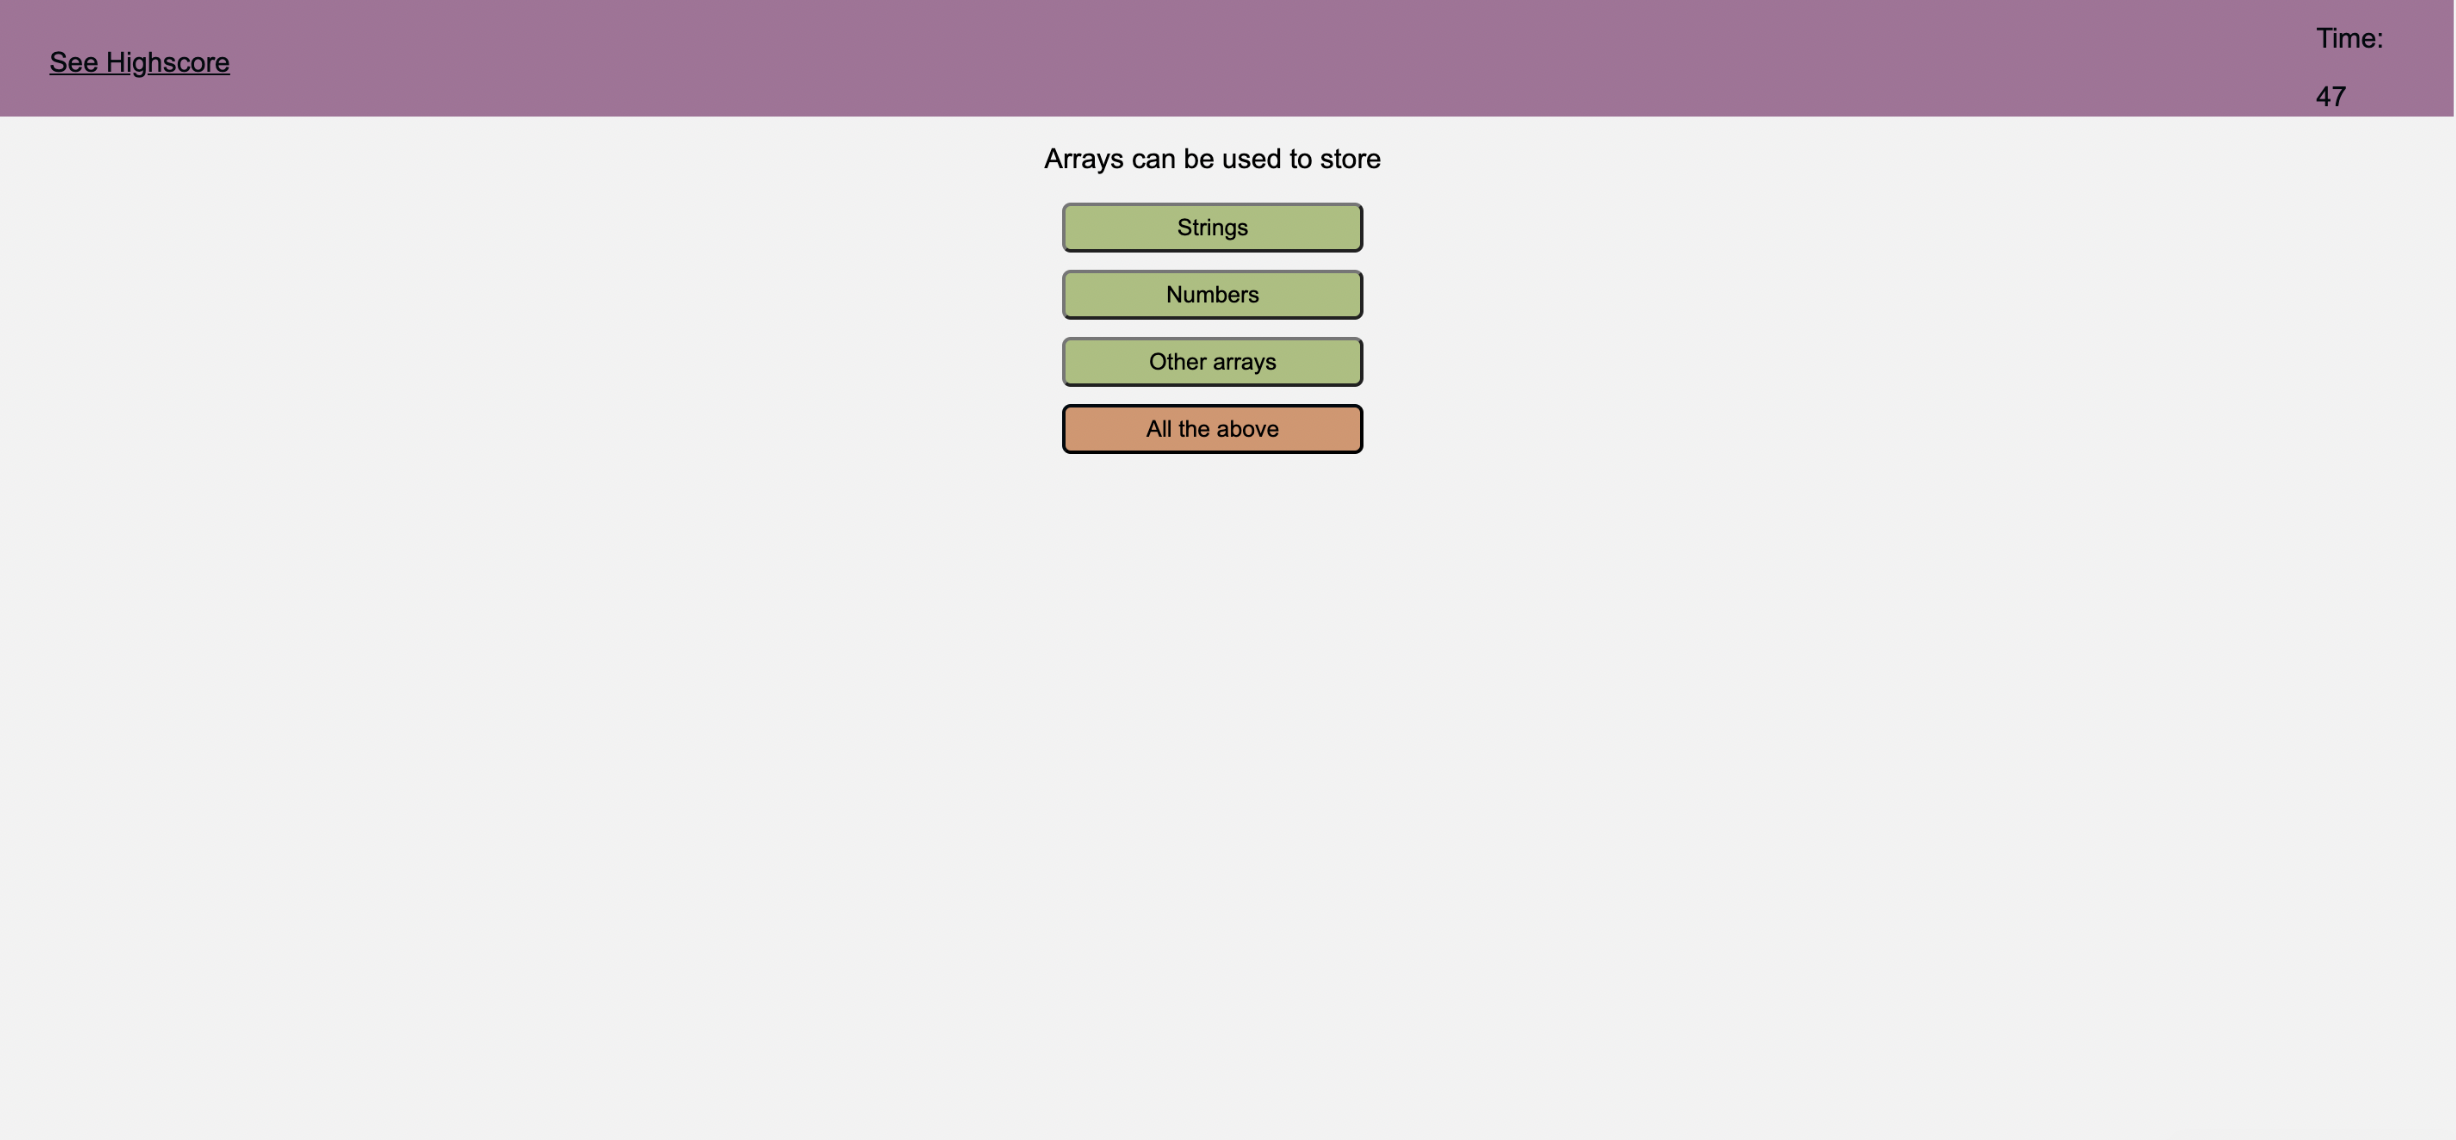 See Highscore
Time:
47
Arrays can be used to store
Strings
Numbers
Other arrays
All the above